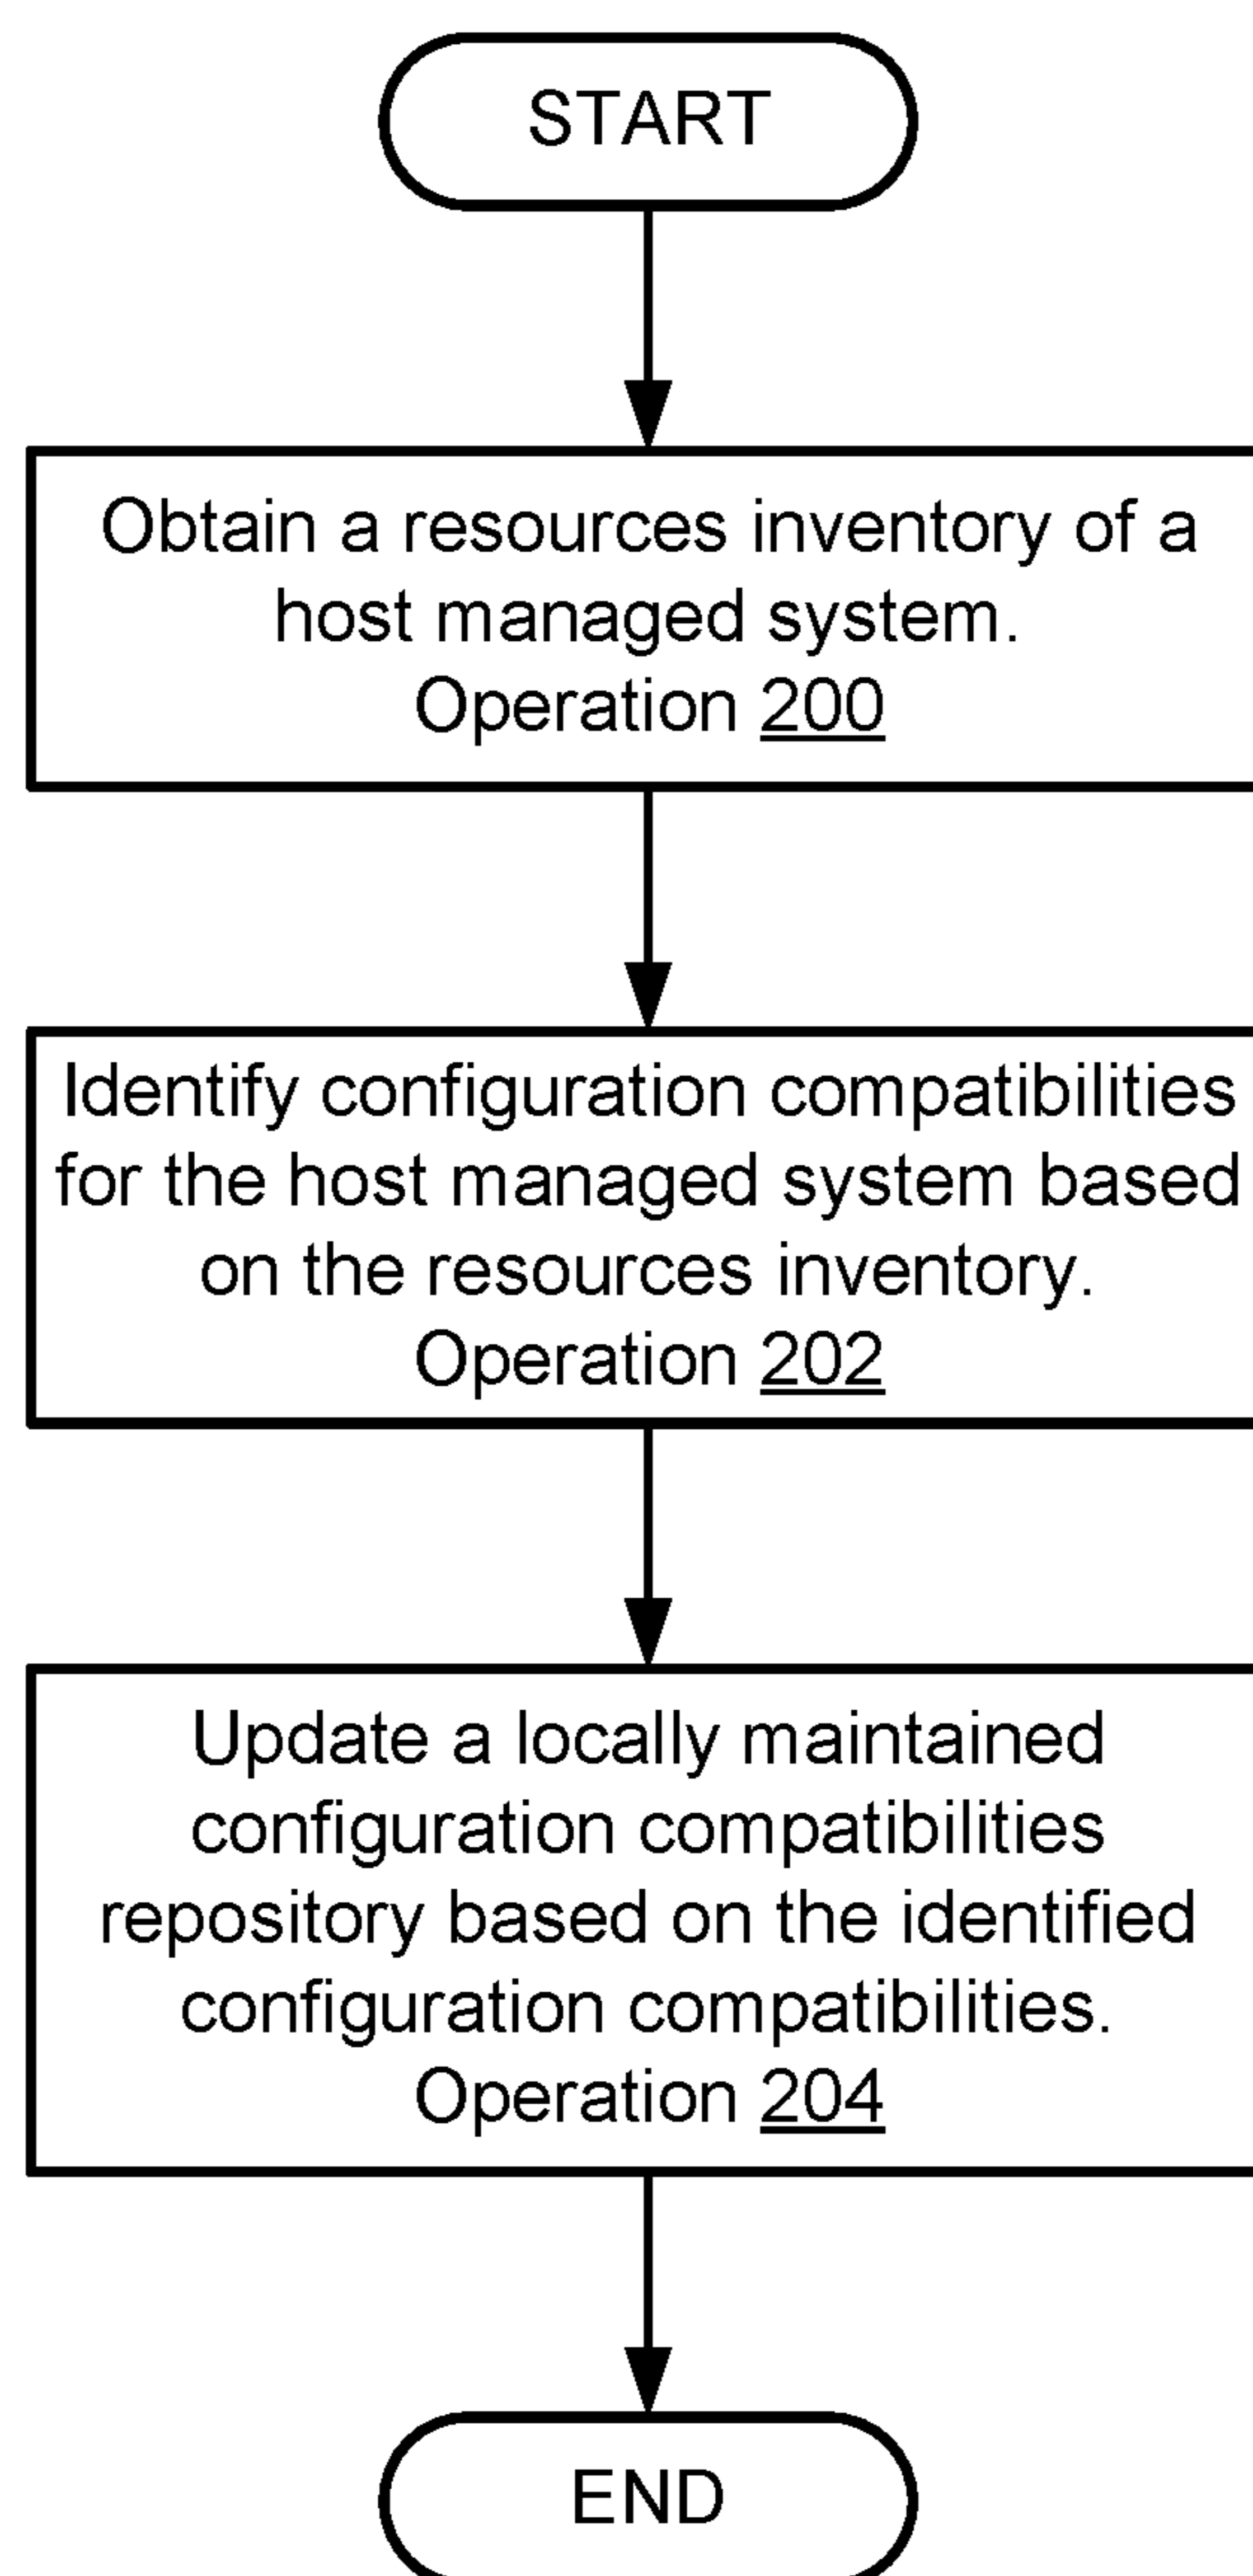 START
Obtain a resources inventory of a
host managed system.
Operation 200
Identify configuration compatibilities
for the host managed system based
on the resources inventory.
Operation 202
Update a locally maintained
configuration compatibilities
repository based on the identified
configuration compatibilities.
Operation 204
END